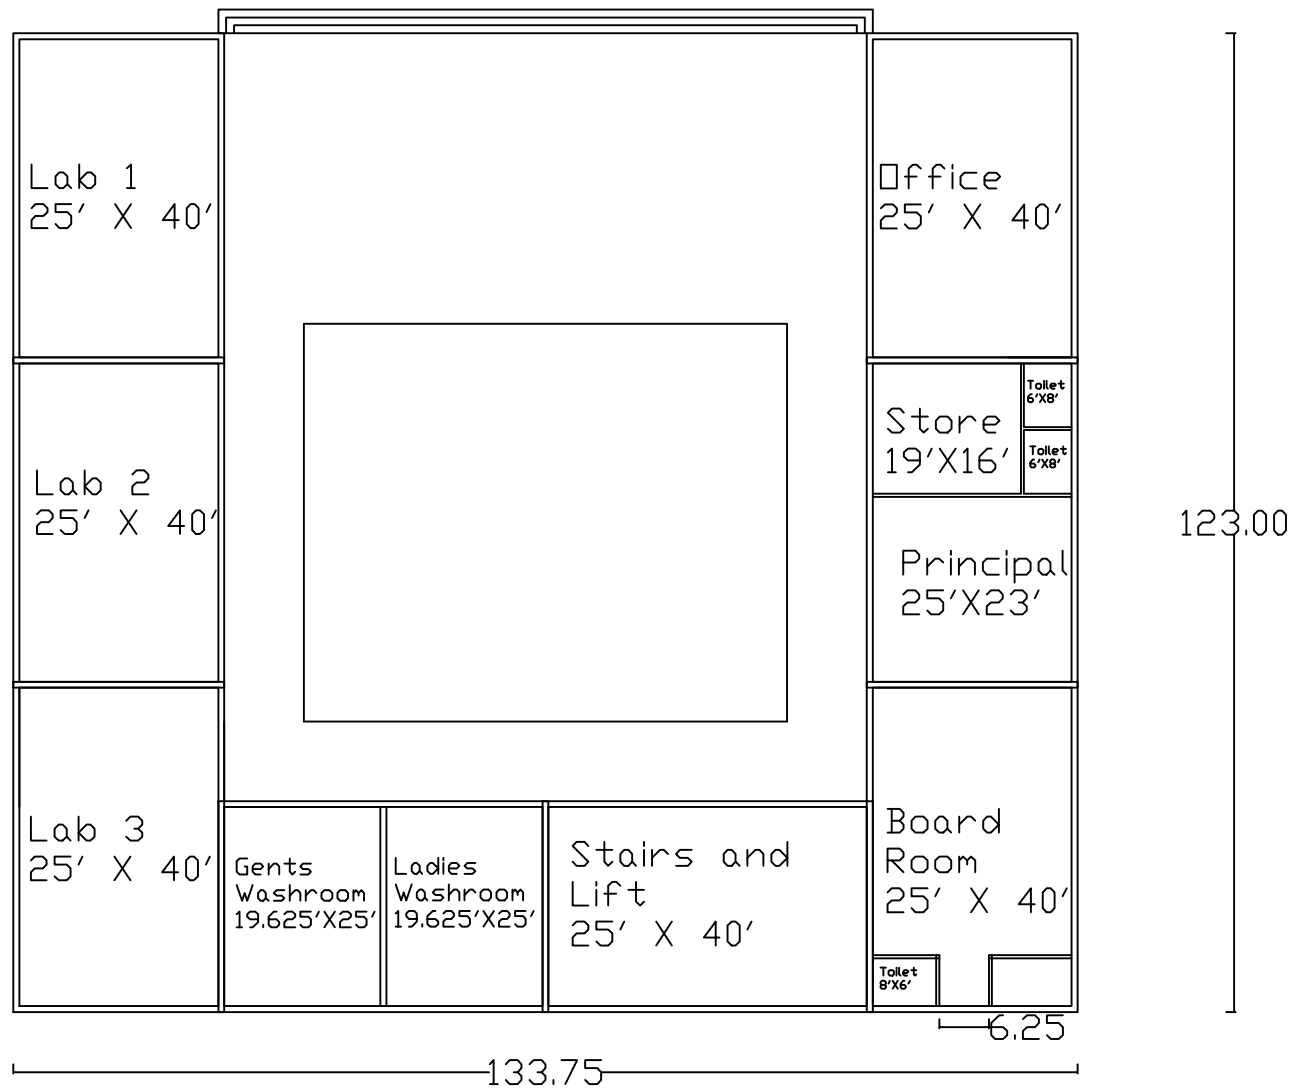 Lab 1
25' X 40'
Office
25' X 40'
Toilet
6'X8'
Store
19'X16'
Toilet
6'X8'
Lab 2
25' X 40'
123.00
Principal
25'X23'
Lab 3
25' X 40'
Gents
Washroom
19.625'X25'
Ladies
Washroom
19.625'X25'
Stairs and
Lift
25' X 40'
Board
Room
25' X 40'
Toilet
8'X6'
6.25
133.75